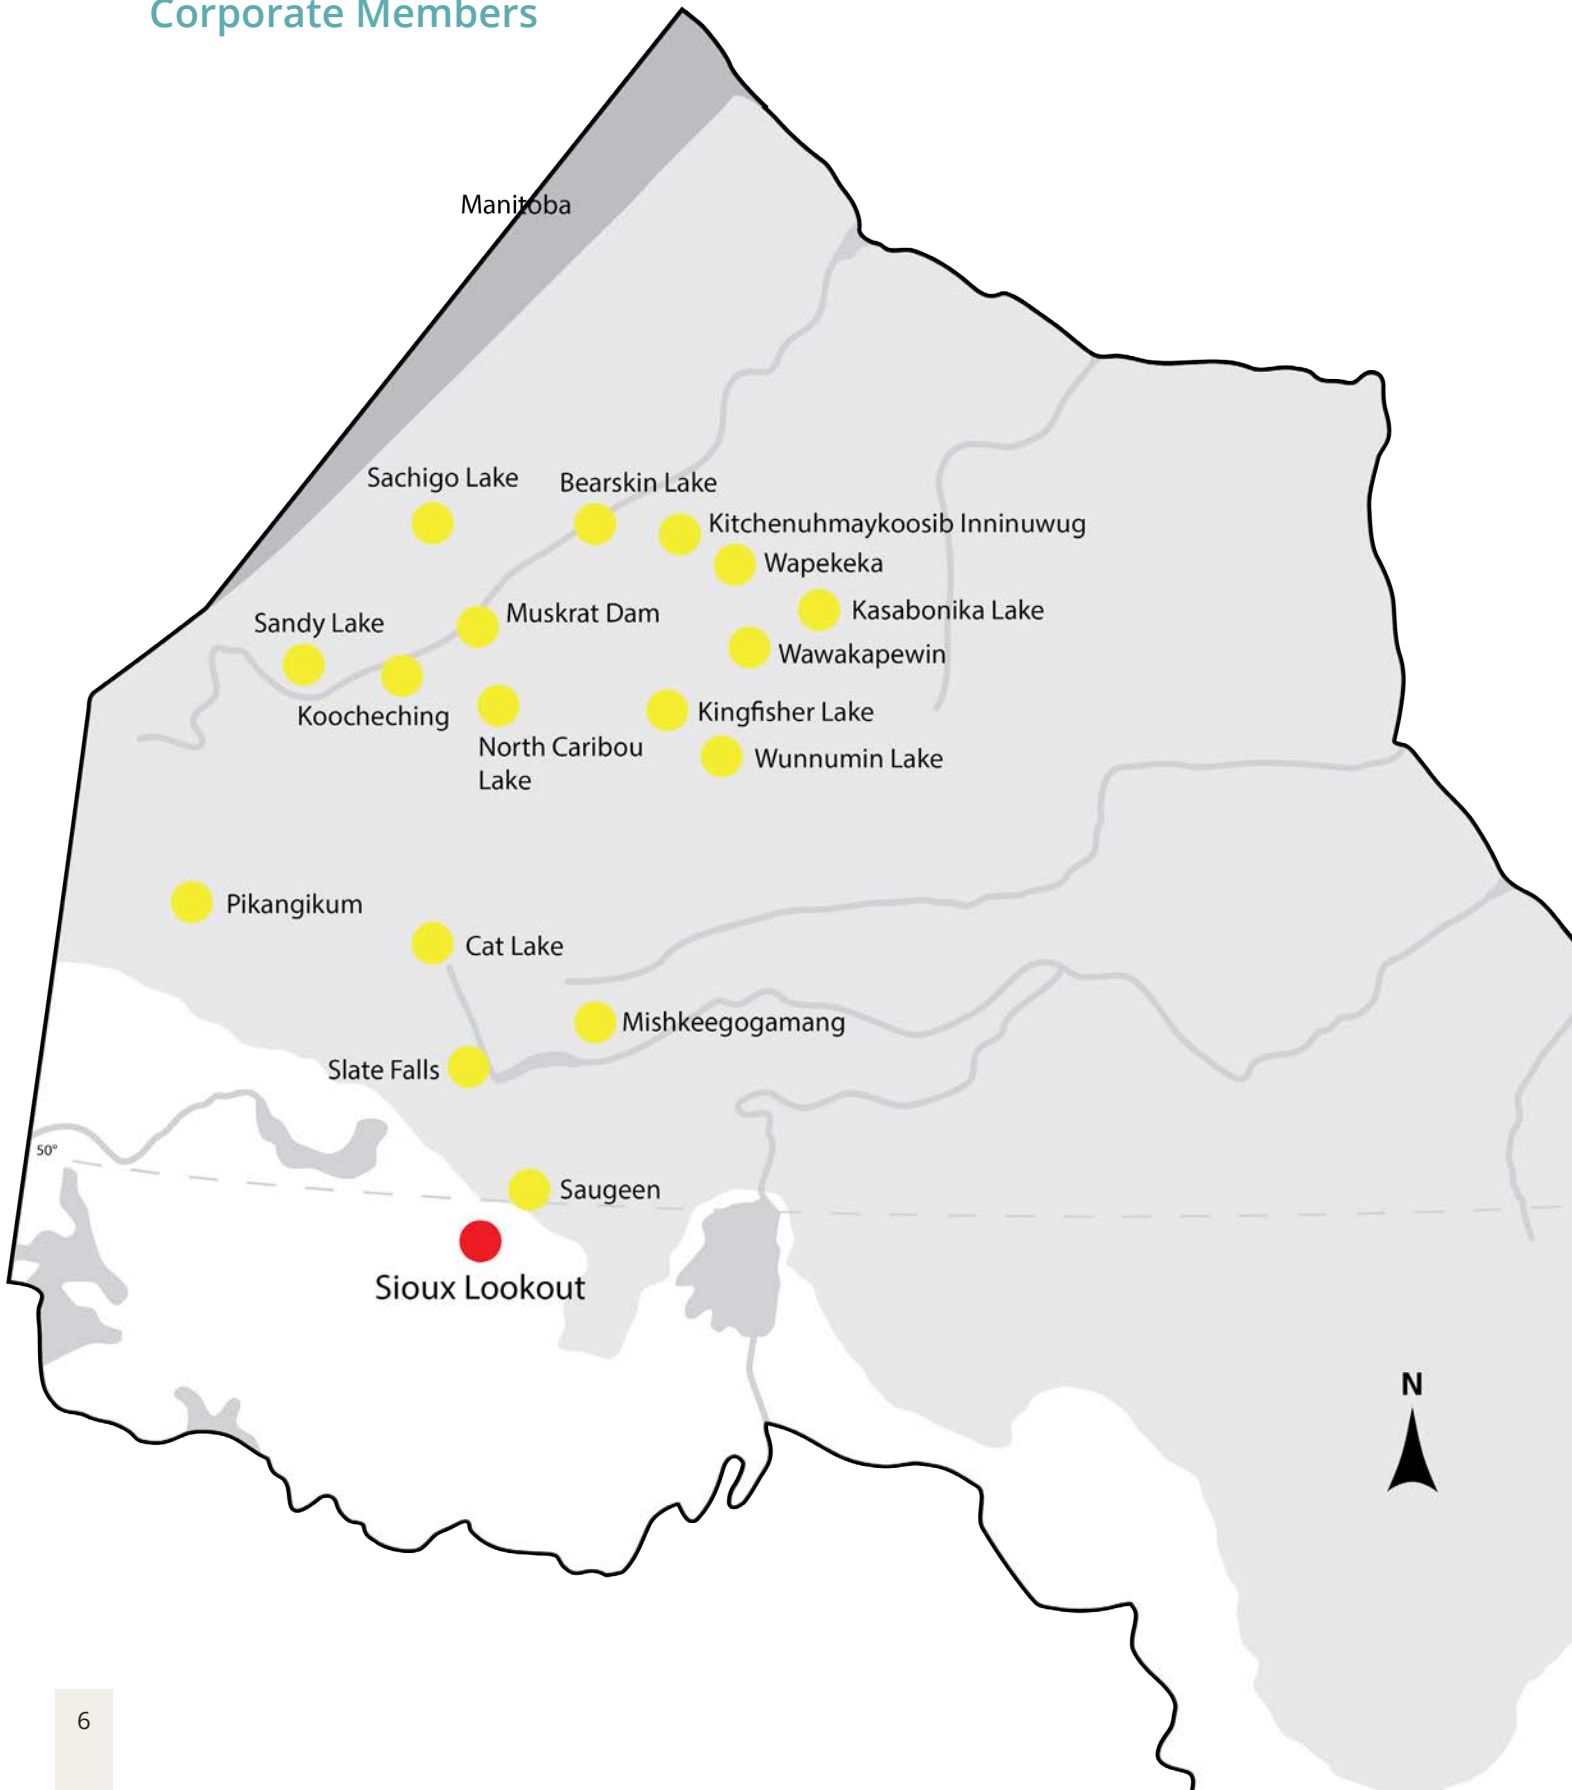 Corporate Members
Manitoba
Sachigo Lake
Bearskin Lake
Kitchenuhmaykoosib Inninuwug
Wapekeka
Kasabonika Lake
Muskrat Dam
Sandy Lake
Wawakapewin
Koocheching
Kingfisher Lake
North Caribou
Lake
Wunnumin Lake
Pikangikum
Cat Lake
Mishkeegogamang
Slate Falls
50°
Saugeen
Sioux Lookout
N
6